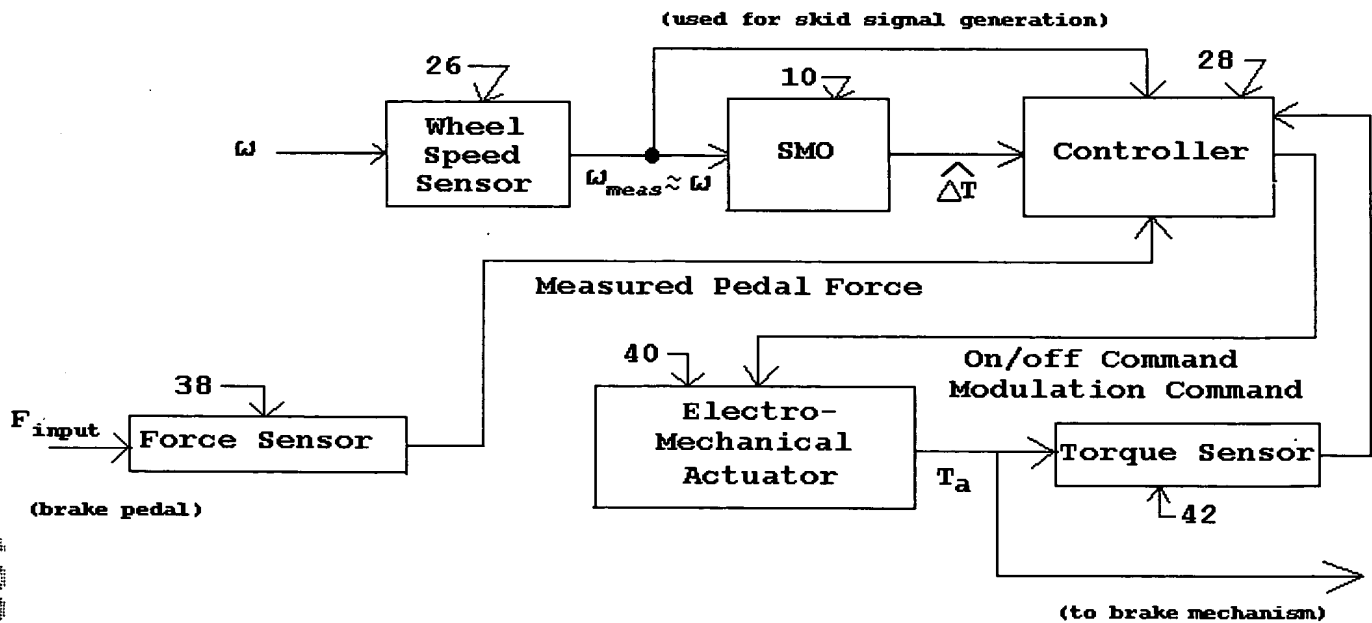 (used for skid signal generation)
26
10
28
Wheel
Speed
Sensor
SMO
Controller
ω
ω_meas ≈ ω
△T̂
Measured Pedal Force
40
On/off Command
Modulation Command
38
F_input
Force Sensor
Electro-
Mechanical
Actuator
T_a
Torque Sensor
42
(brake pedal)
(to brake mechanism)